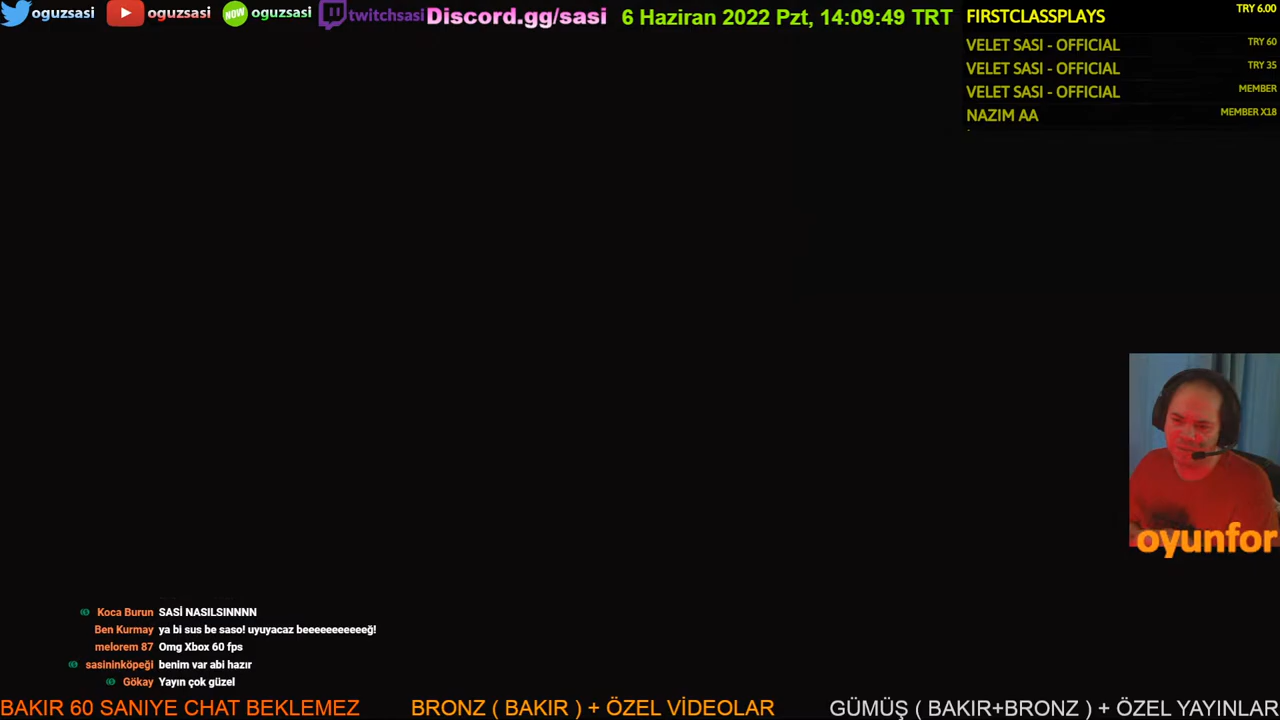 oguzsasi oguzsasi NOW oguzsasi twitchsasi Discord.gg/sasi 6 Haziran 2022 Pzt, 14:09:49 TRT
FIRSTCLASSPLAYS TRY 6.00
VELET SASI - OFFICIAL TRY 60
VELET SASI - OFFICIAL TRY 35
VELET SASI - OFFICIAL MEMBER
NAZIM AA MEMBER X18
oyunfor
Koca Burun SASİ NASILSINNNN
Ben Kurmay ya bi sus be saso! uyuyacaz beeeeeeeeeeğ!
melorem 87 Omg Xbox 60 fps
sasininköpeği benim var abi hazır
Gökay Yayın çok güzel
BAKIR 60 SANIYE CHAT BEKLEMEZ BRONZ ( BAKIR ) + ÖZEL VİDEOLAR GÜMÜŞ ( BAKIR+BRONZ ) + ÖZEL YAYINLAR